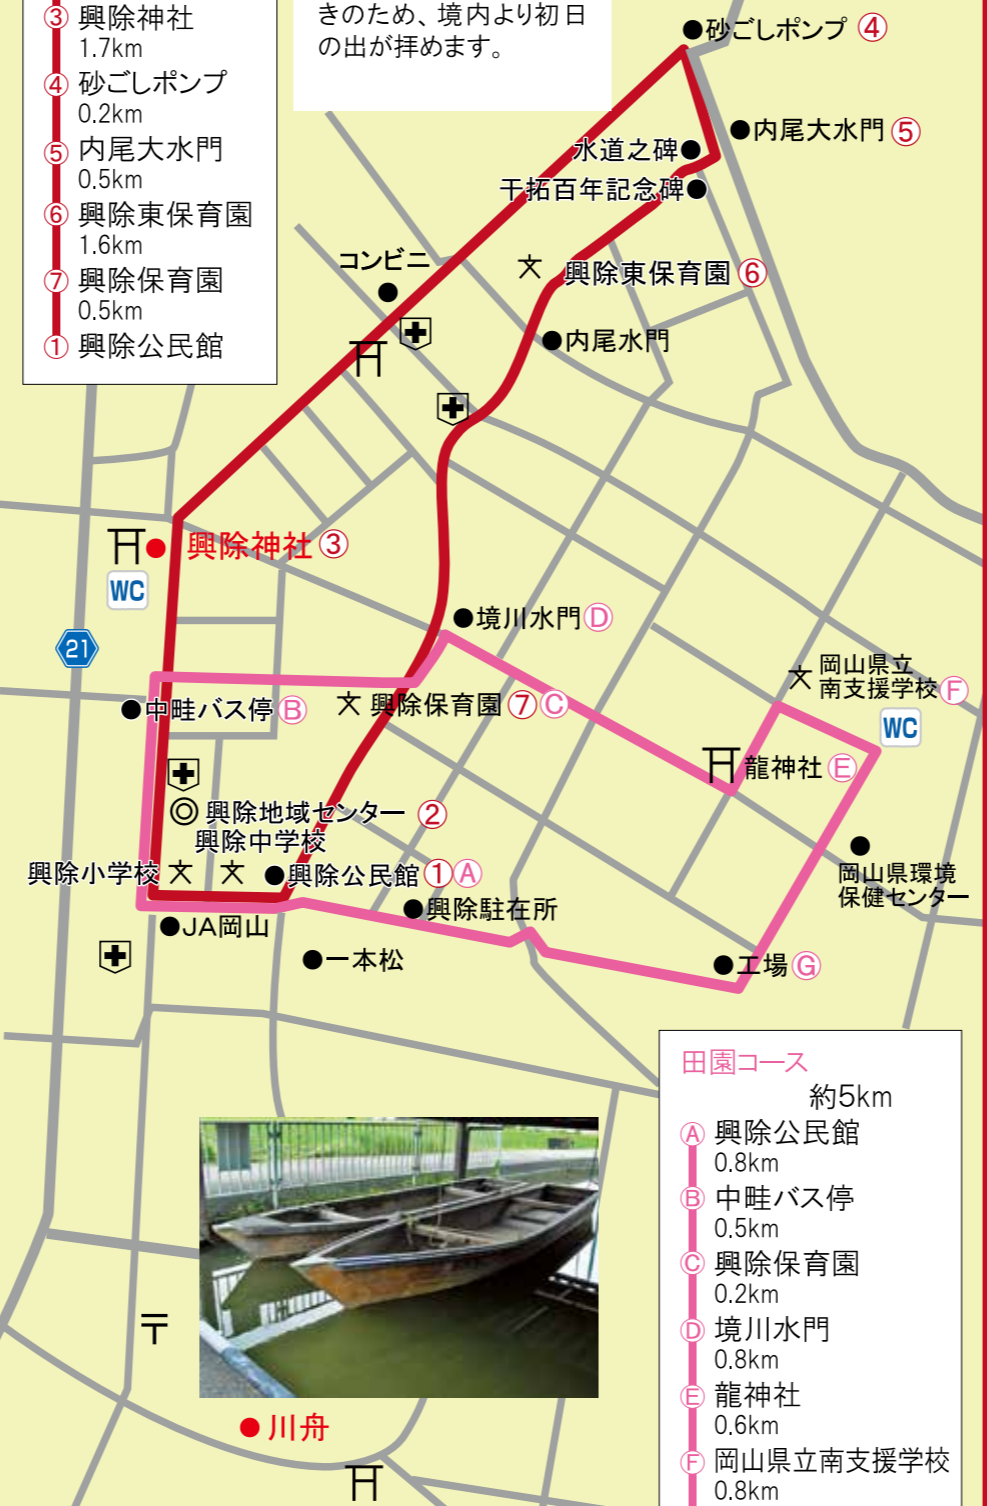 ③ 興除神社
1.7km
④ 砂ごしポンプ
0.2km
⑤ 内尾大水門
0.5km
⑥ 興除東保育園
1.6km
⑦ 興除保育園
0.5km
① 興除公民館
きのため、境内より初日
の出が拝めます。
●砂ごしポンプ ④
●内尾大水門 ⑤
水道之碑●
干拓百年記念碑●
コンビニ
文 興除東保育園 ⑥
●内尾水門
● 興除神社 ③
WC
21
●境川水門 Ⓓ
●中畦バス停 Ⓑ
文 興除保育園 ⑦ Ⓒ
文 岡山県立
南支援学校 Ⓕ
WC
龍神社 Ⓔ
◎ 興除地域センター ②
興除中学校
興除小学校 文 文
●興除公民館 ① Ⓐ
岡山県環境
保健センター
●興除駐在所
●JA岡山
●一本松
●工場 Ⓖ
田園コース
約5km
Ⓐ 興除公民館
0.8km
Ⓑ 中畦バス停
0.5km
Ⓒ 興除保育園
0.2km
Ⓓ 境川水門
0.8km
Ⓔ 龍神社
0.6km
Ⓕ 岡山県立南支援学校
0.8km
〒
●川舟